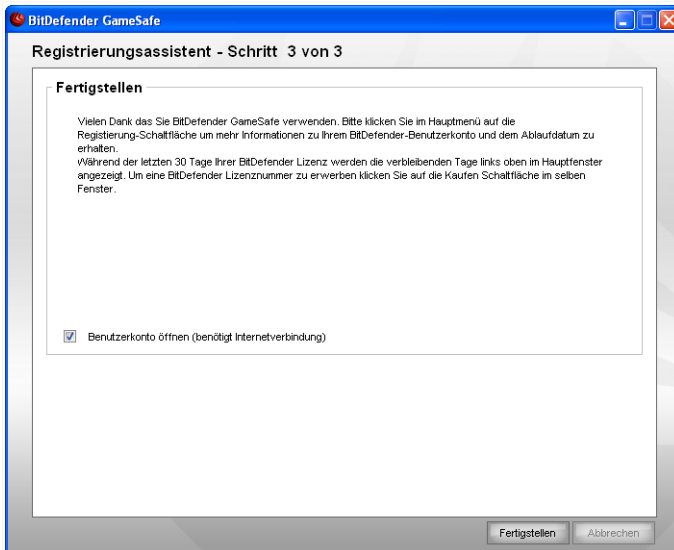 BitDefender GameSafe
Registrierungsassistent - Schritt 3 von 3
Fertigstellen
Vielen Dank das Sie BitDefender GameSafe verwenden. Bitte klicken Sie im Hauptmenü auf die
Registierung-Schaltfläche um mehr Informationen zu Ihrem BitDefender-Benutzerkonto und dem Ablaufdatum zu
erhalten.
Während der letzten 30 Tage Ihrer BitDefender Lizenz werden die verbleibenden Tage links oben im Hauptfenster
angezeigt. Um eine BitDefender Lizenznummer zu erwerben klicken Sie auf die Kaufen Schaltfläche im selben
Fenster.
Benutzerkonto öffnen (benötigt Internetverbindung)
Fertigstellen
Abbrechen